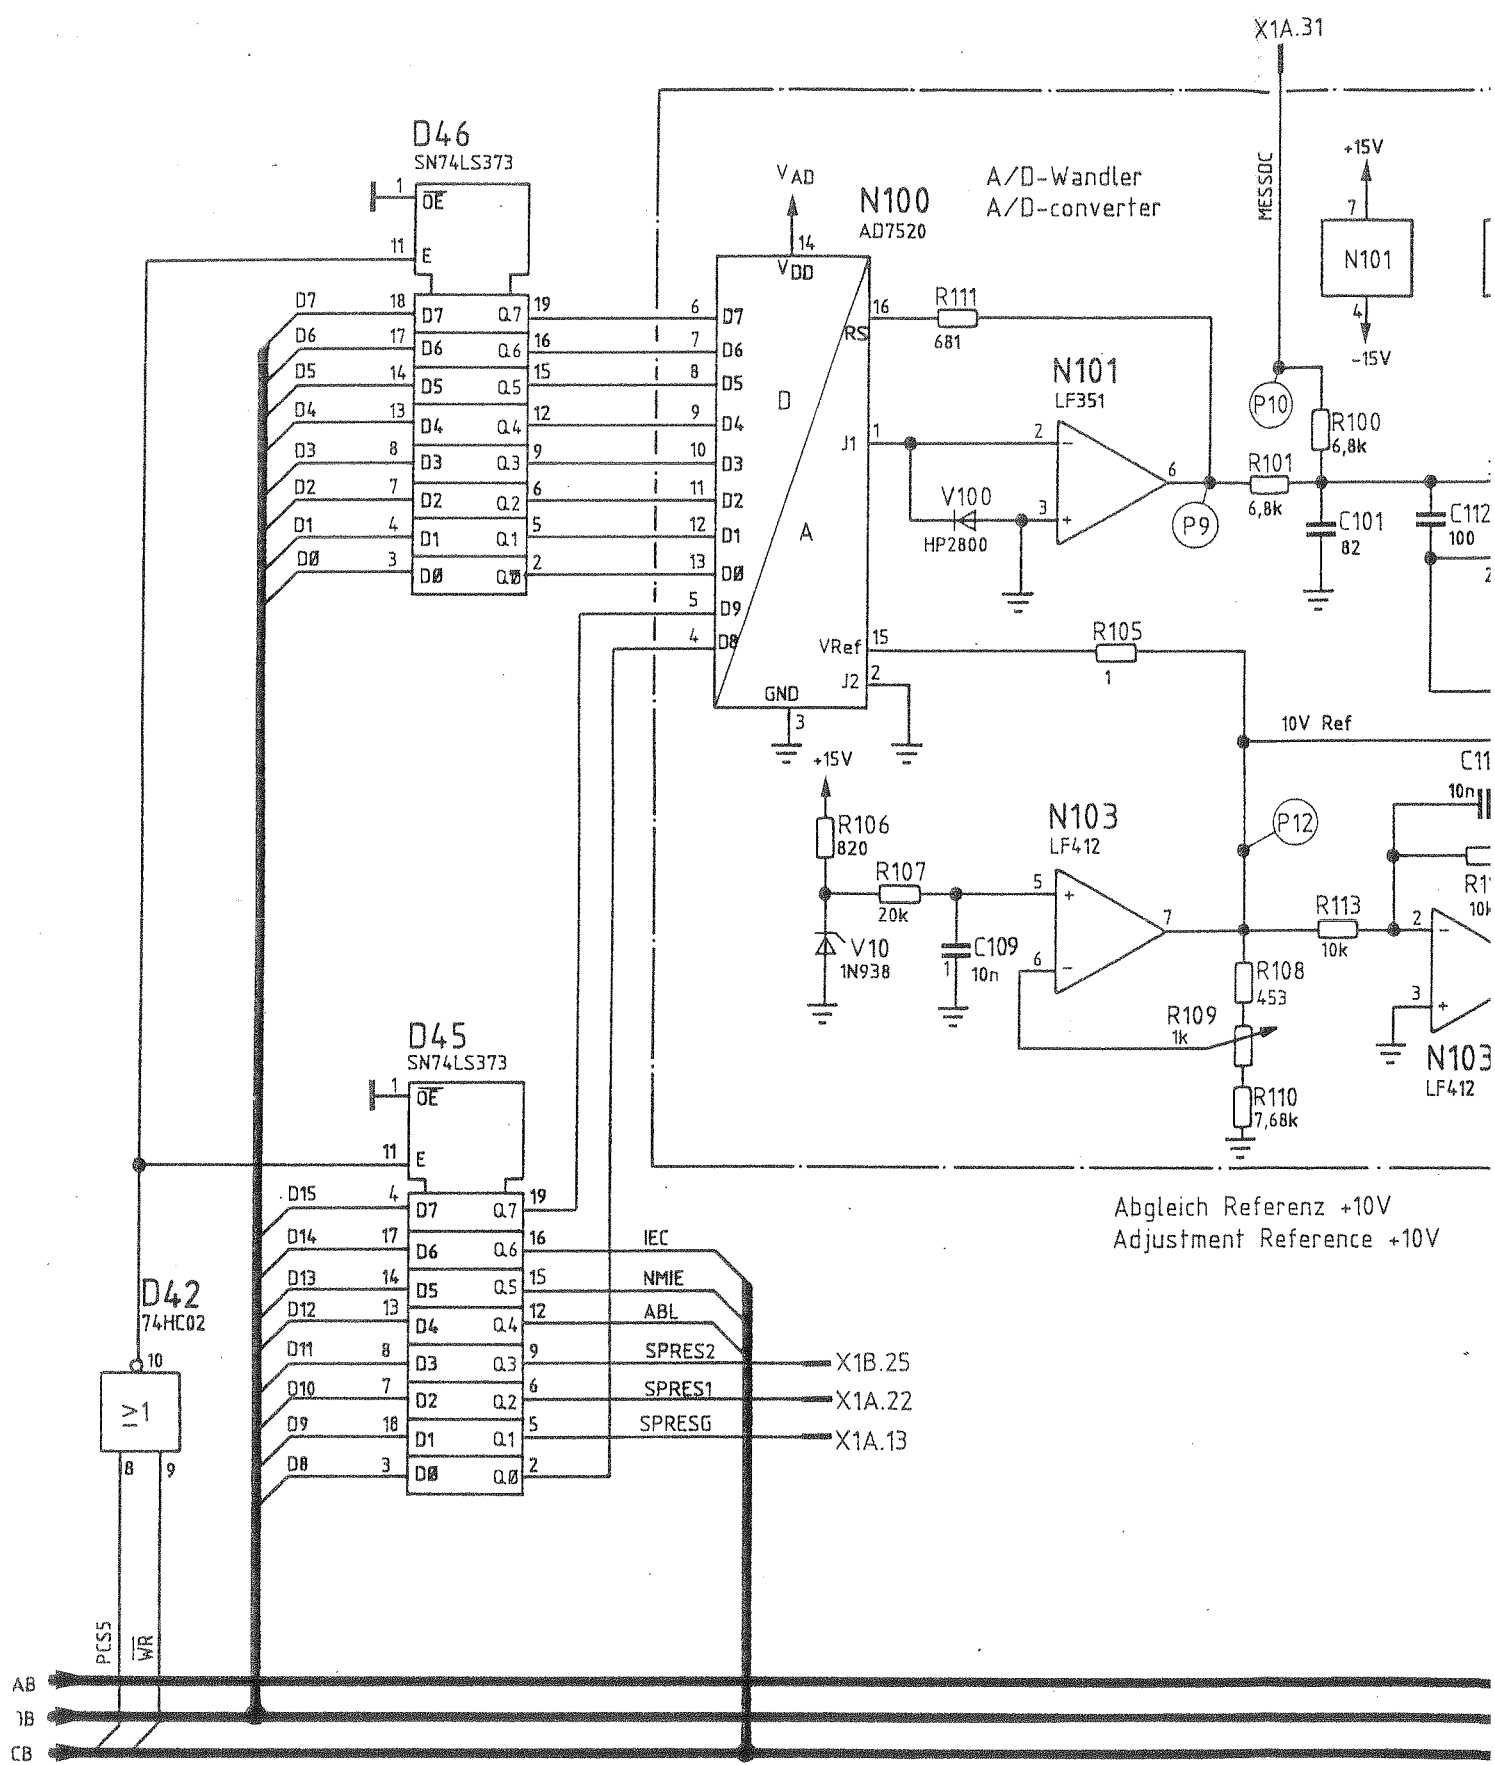 X1A.31
D46
SN74LS373
1
OE
11
E
D7 18 D7 Q7 19
D6 17 D6 Q6 16
D5 14 D5 Q5 15
D4 13 D4 Q4 12
D3 8 D3 Q3 9
D2 7 D2 Q2 6
D1 4 D1 Q1 5
DØ 3 DØ QØ 2
VAD
14
VDD
N100
AD7520
A/D-Wandler
A/D-converter
MESSDC
+15V
7
N101
4
-15V
6 D7
7 D6
8 D5
9 D4
10 D3
11 D2
12 D1
13 DØ
5 D9
4 D8
D
A
16
RS
R111
681
J1
1
N101
LF351
2
−
3
+
6
V100
HP2800
P10
R100
6,8k
R101
6,8k
P9
C101
82
C112
100
2
VRef
15
R105
1
J2
2
GND
3
10V Ref
+15V
R106
820
R107
20k
V10
1N938
C109
1
10n
N103
LF412
5
+
6
−
7
P12
C11
10n
R11
10k
R113
10k
2
−
3
+
N103
LF412
R108
453
R109
1k
R110
7,68k
Abgleich Referenz +10V
Adjustment Reference +10V
D45
SN74LS373
1
OE
11
E
D15 4 D7 Q7 19
D14 17 D6 Q6 16 IEC
D13 14 D5 Q5 15 NMIE
D12 13 D4 Q4 12 ABL
D11 8 D3 Q3 9 SPRES2 X1B.25
D10 7 D2 Q2 6 SPRES1 X1A.22
D9 18 D1 Q1 5 SPRESG X1A.13
D8 3 DØ QØ 2
D42
74HC02
10
≥1
8
9
PCS5
WR
AB
CB